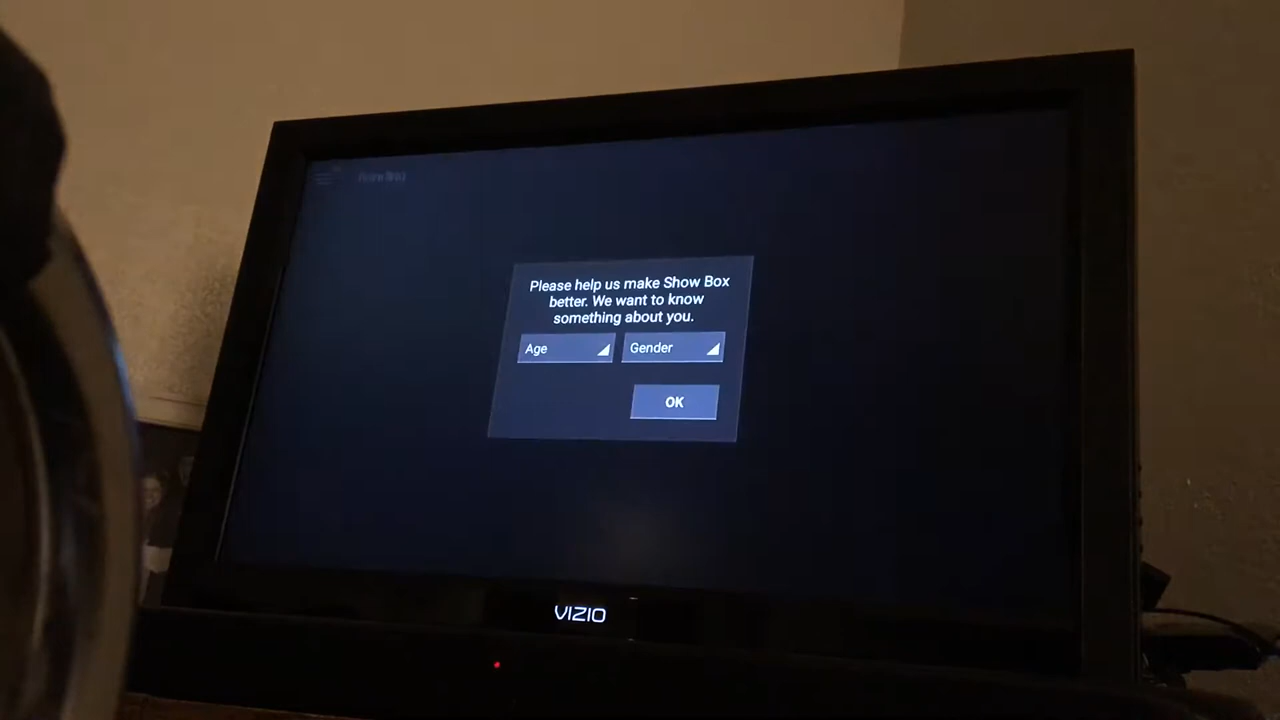 Please help us make Show Box
better. We want to know
something about you.
Age
Gender
OK
VIZIO